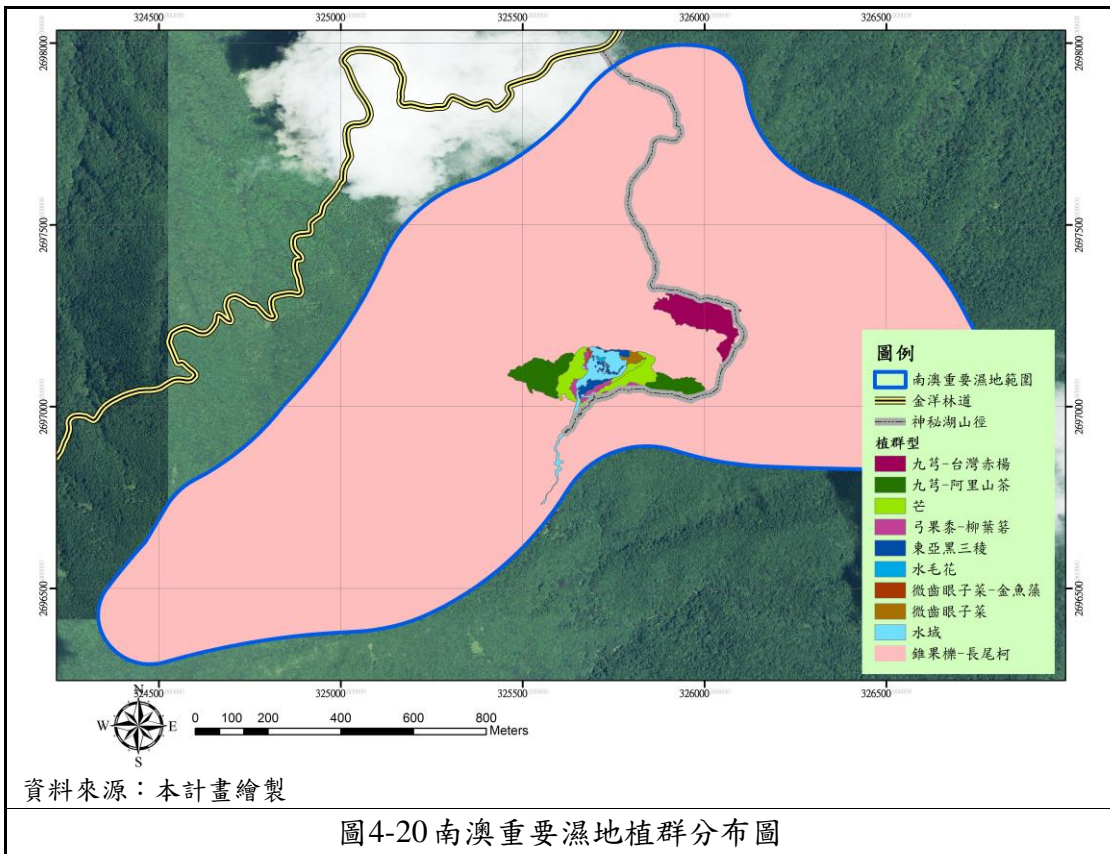 324500 325000 325500 326000 326500
2698000 2698000
2697500 2697500
2697000 2697000
2696500 2696500
圖例
南澳重要濕地範圍
金洋林道
神秘湖山徑
植群型
九芎-台灣赤楊
九芎-阿里山茶
芒
弓果黍-柳葉箬
東亞黑三稜
水毛花
微齒眼子菜-金魚藻
微齒眼子菜
水域
錐果櫟-長尾柯
324500 325000 325500 326000 326500
N
W E
S
0 100 200 400 600 800
Meters
資料來源：本計畫繪製
圖4-20南澳重要濕地植群分布圖